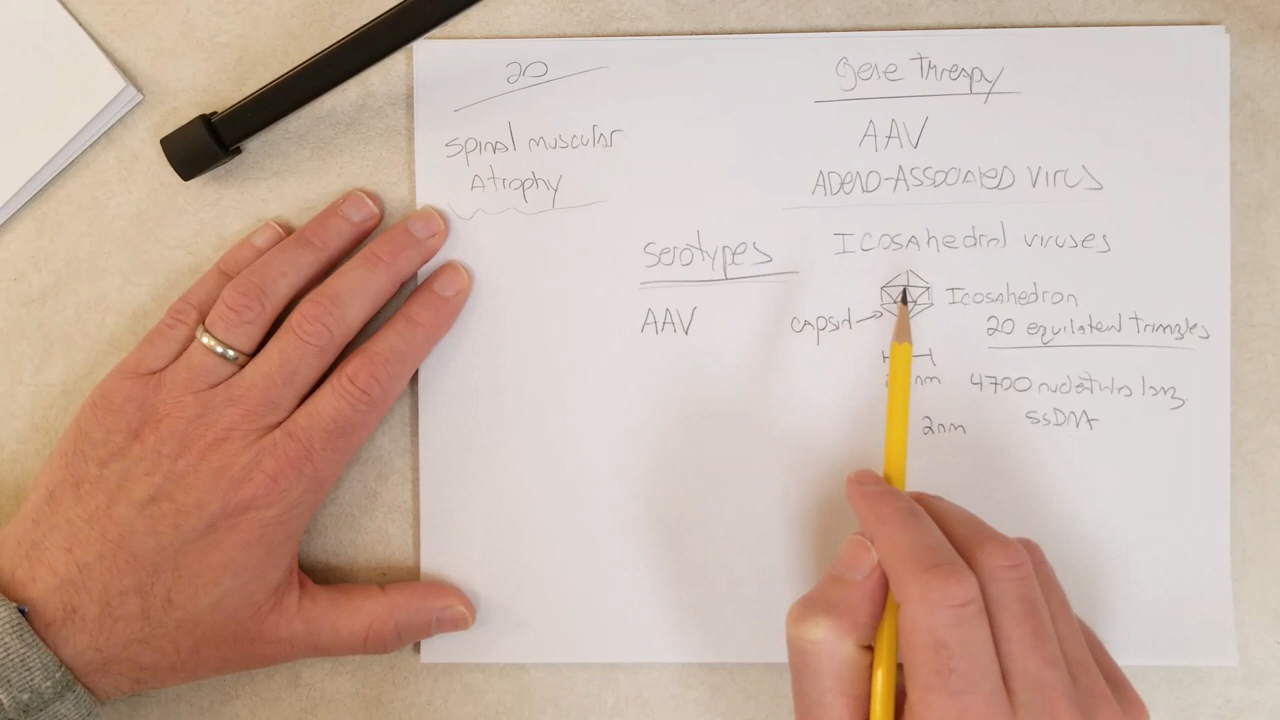 20
spinal muscular
Atrophy
gene therapy
AAV
ADENO-ASSOCIATED VIRUS
Icosahedral viruses
serotypes
AAV
capsid
Icosahedron
20 equilateral triangles
nm
4700 nucleotides long
ssDNA
2nm